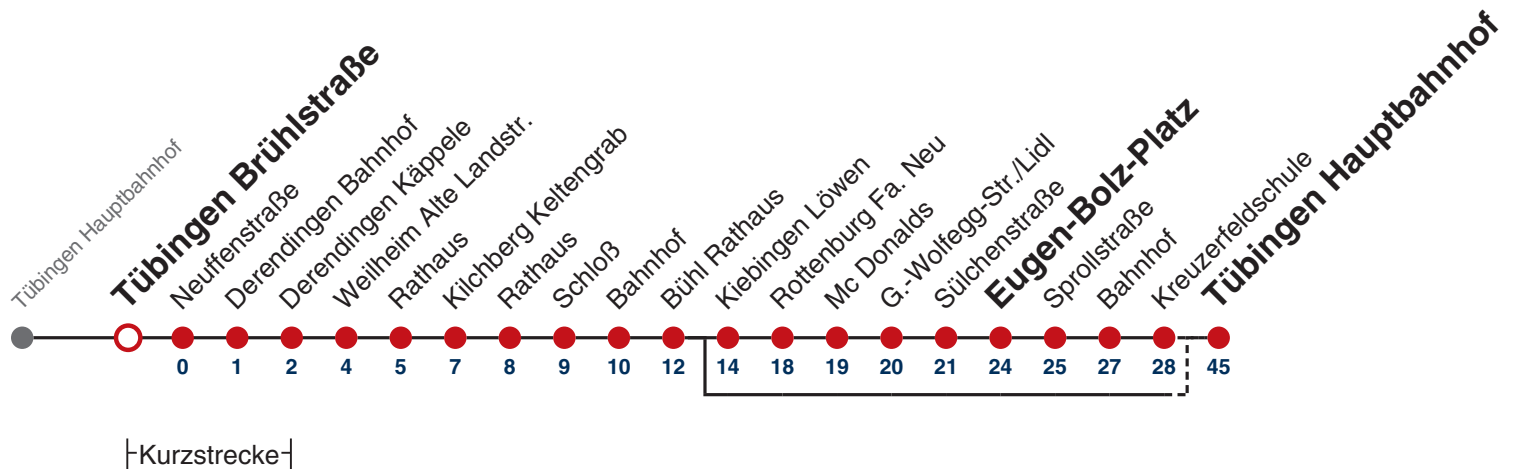 Tübingen Hauptbahnhof
Tübingen Brühlstraße
Neuffenstraße
Derendingen Bahnhof
Derendingen Käppele
Weilheim Alte Landstr.
Rathaus
Kilchberg Keltengrab
Rathaus
Schloß
Bahnhof
Bühl Rathaus
Kiebingen Löwen
Rottenburg Fa. Neu
Mc Donalds
G.-Wolfegg-Str./Lidl
Sülchenstraße
Eugen-Bolz-Platz
Sprollstraße
Bahnhof
Kreuzerfeldschule
Tübingen Hauptbahnhof
0 1 2 4 5 7 8 9 10 12 14 18 19 20 21 24 25 27 28 45
Kurzstrecke